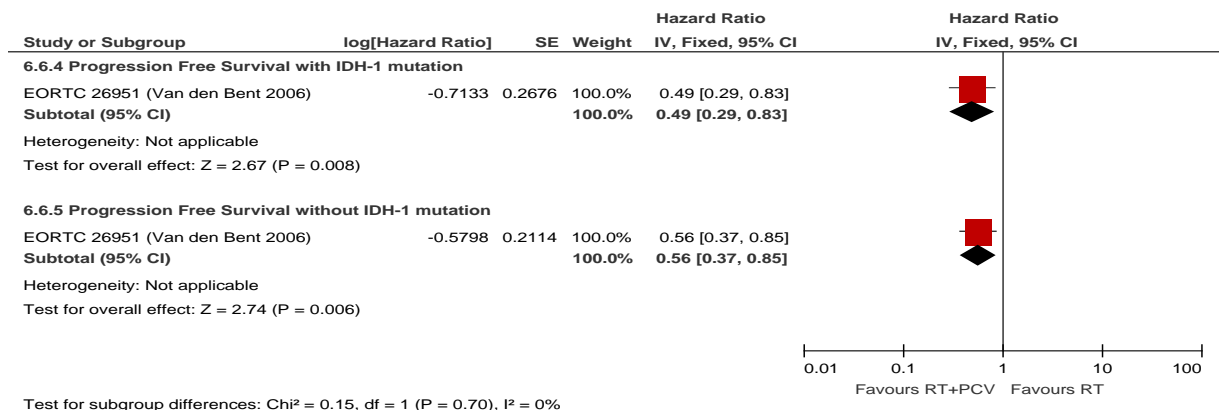 Hazard Ratio Hazard Ratio
Study or Subgroup log[Hazard Ratio] SE Weight IV, Fixed, 95% CI IV, Fixed, 95% CI
6.6.4 Progression Free Survival with IDH-1 mutation
EORTC 26951 (Van den Bent 2006) -0.7133 0.2676 100.0% 0.49 [0.29, 0.83]
Subtotal (95% CI) 100.0% 0.49 [0.29, 0.83]
Heterogeneity: Not applicable
Test for overall effect: Z = 2.67 (P = 0.008)
6.6.5 Progression Free Survival without IDH-1 mutation
EORTC 26951 (Van den Bent 2006) -0.5798 0.2114 100.0% 0.56 [0.37, 0.85]
Subtotal (95% CI) 100.0% 0.56 [0.37, 0.85]
Heterogeneity: Not applicable
Test for overall effect: Z = 2.74 (P = 0.006)
0.01 0.1 1 10 100
Favours RT+PCV Favours RT
Test for subgroup differences: Chi² = 0.15, df = 1 (P = 0.70), I² = 0%